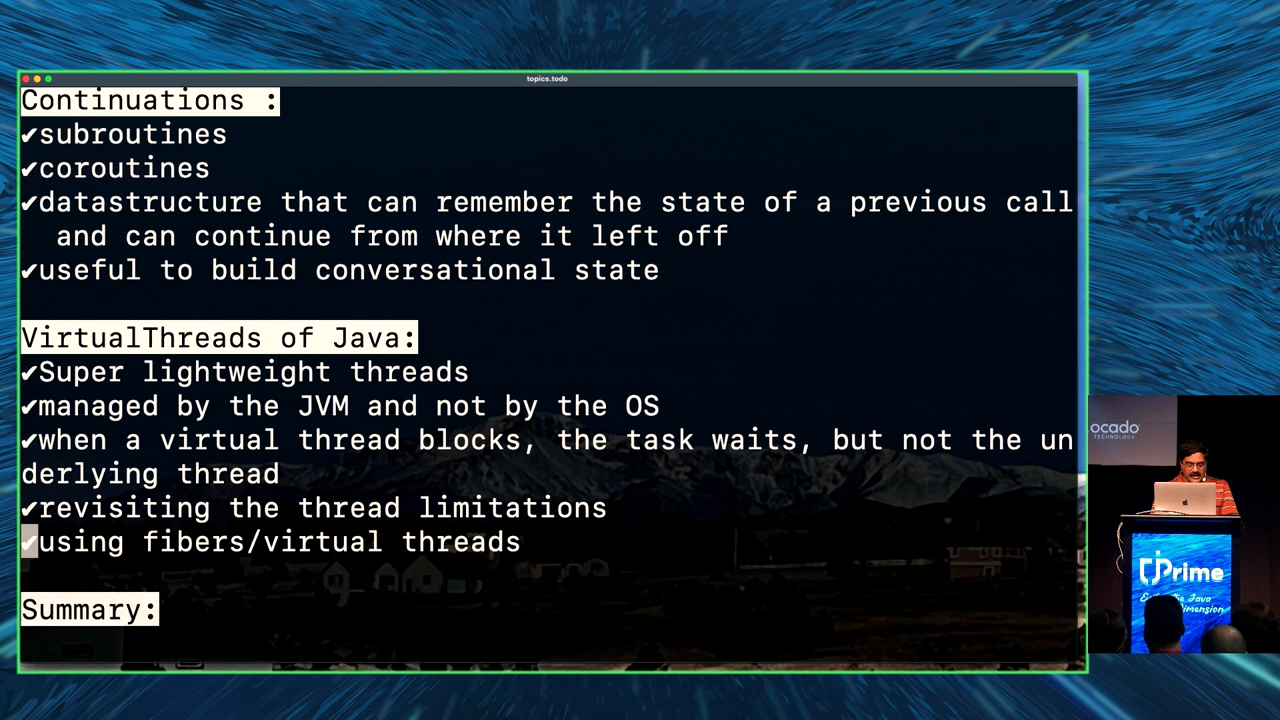 topics.todo
Continuations :
✔subroutines
✔coroutines
✔datastructure that can remember the state of a previous call
and can continue from where it left off
✔useful to build conversational state
VirtualThreads of Java:
✔Super lightweight threads
✔managed by the JVM and not by the OS
✔when a virtual thread blocks, the task waits, but not the un
derlying thread
✔revisiting the thread limitations
✔using fibers/virtual threads
Summary:
ocado
TECHNOLOGY
jPrime
Java
Dimension